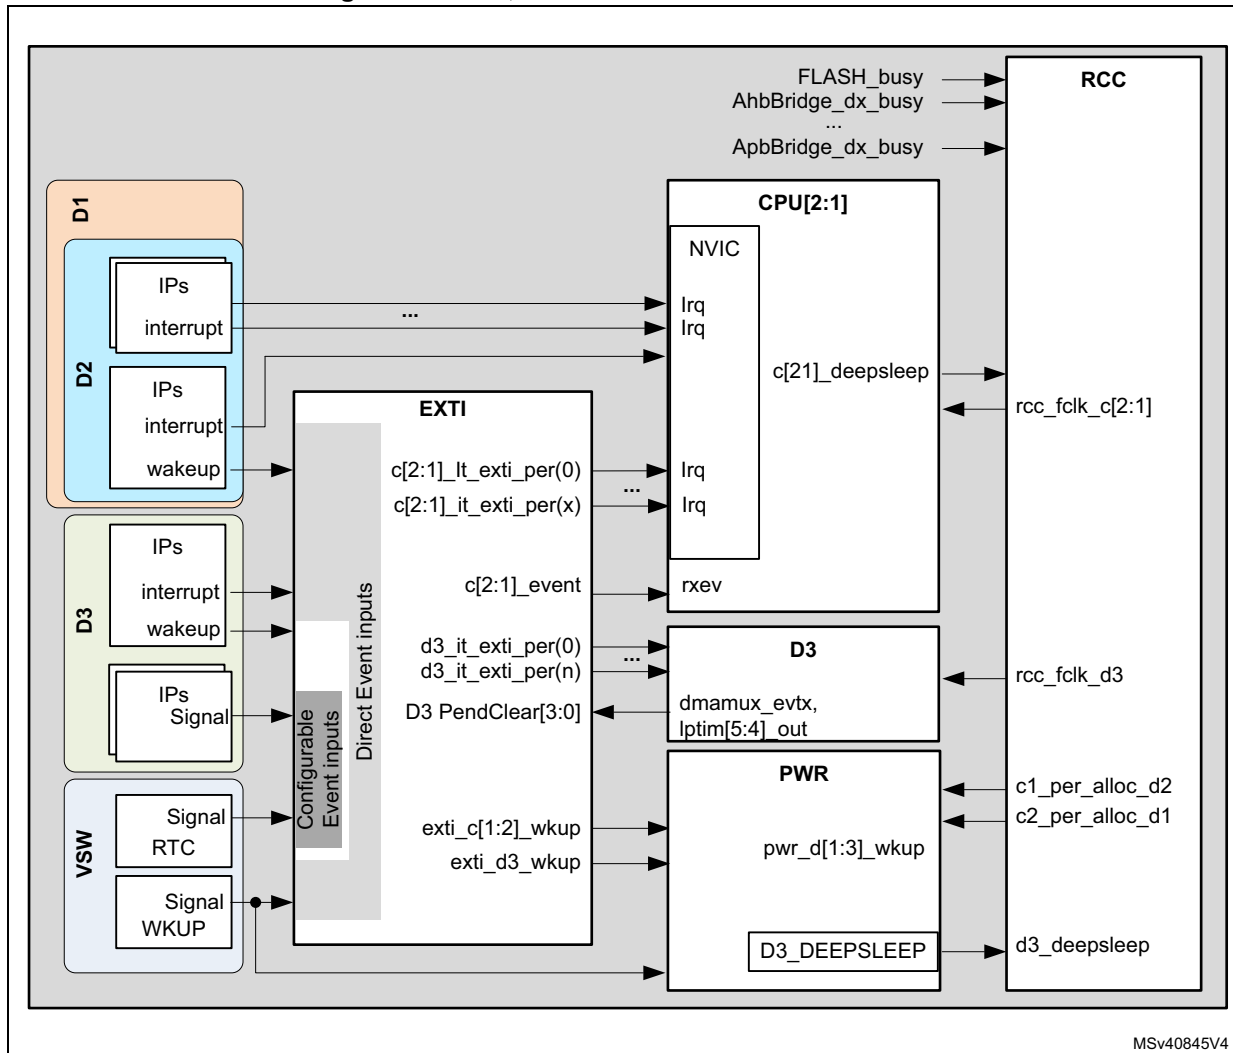 FLASH_busy
AhbBridge_dx_busy
...
ApbBridge_dx_busy
RCC
D1
D2
IPs
interrupt
IPs
interrupt
wakeup
...
CPU[2:1]
NVIC
Irq
Irq
c[21]_deepsleep
rcc_fclk_c[2:1]
EXTI
c[2:1]_It_exti_per(0)
...
c[2:1]_it_exti_per(x)
Irq
Irq
c[2:1]_event
rxev
D3
IPs
interrupt
wakeup
IPs
Signal
Direct Event inputs
Configurable
Event inputs
d3_it_exti_per(0)
...
d3_it_exti_per(n)
D3 PendClear[3:0]
D3
dmamux_evtx,
lptim[5:4]_out
rcc_fclk_d3
VSW
Signal
RTC
Signal
WKUP
exti_c[1:2]_wkup
exti_d3_wkup
PWR
pwr_d[1:3]_wkup
c1_per_alloc_d2
c2_per_alloc_d1
D3_DEEPSLEEP
d3_deepsleep
MSv40845V4